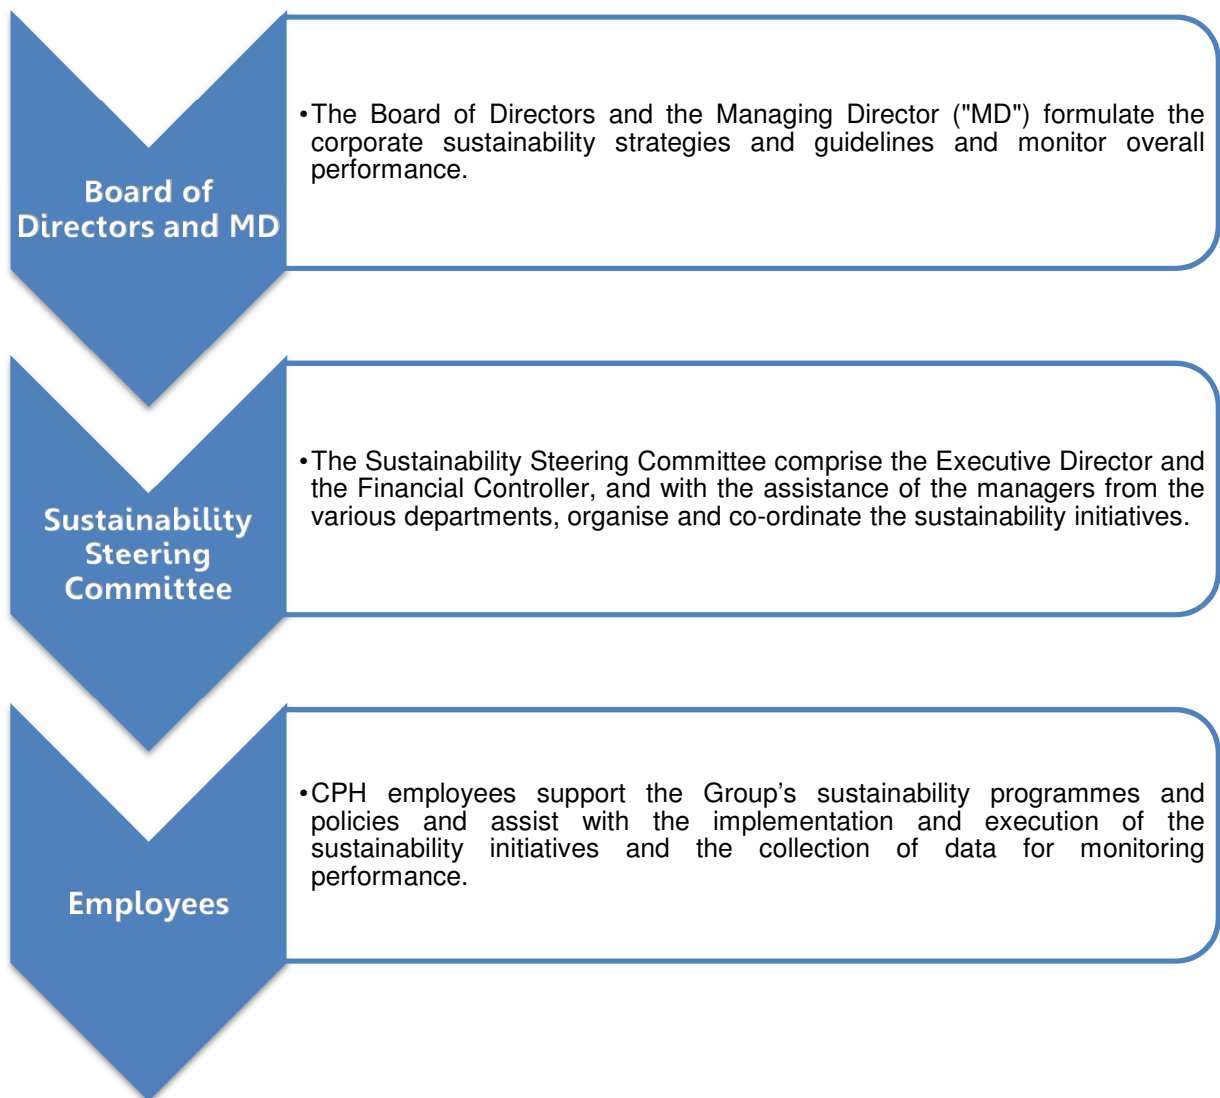 Board of
Directors and MD
•The Board of Directors and the Managing Director ("MD") formulate the
corporate sustainability strategies and guidelines and monitor overall
performance.
Sustainability
Steering
Committee
•The Sustainability Steering Committee comprise the Executive Director and
the Financial Controller, and with the assistance of the managers from the
various departments, organise and co-ordinate the sustainability initiatives.
Employees
•CPH employees support the Group’s sustainability programmes and
policies and assist with the implementation and execution of the
sustainability initiatives and the collection of data for monitoring
performance.